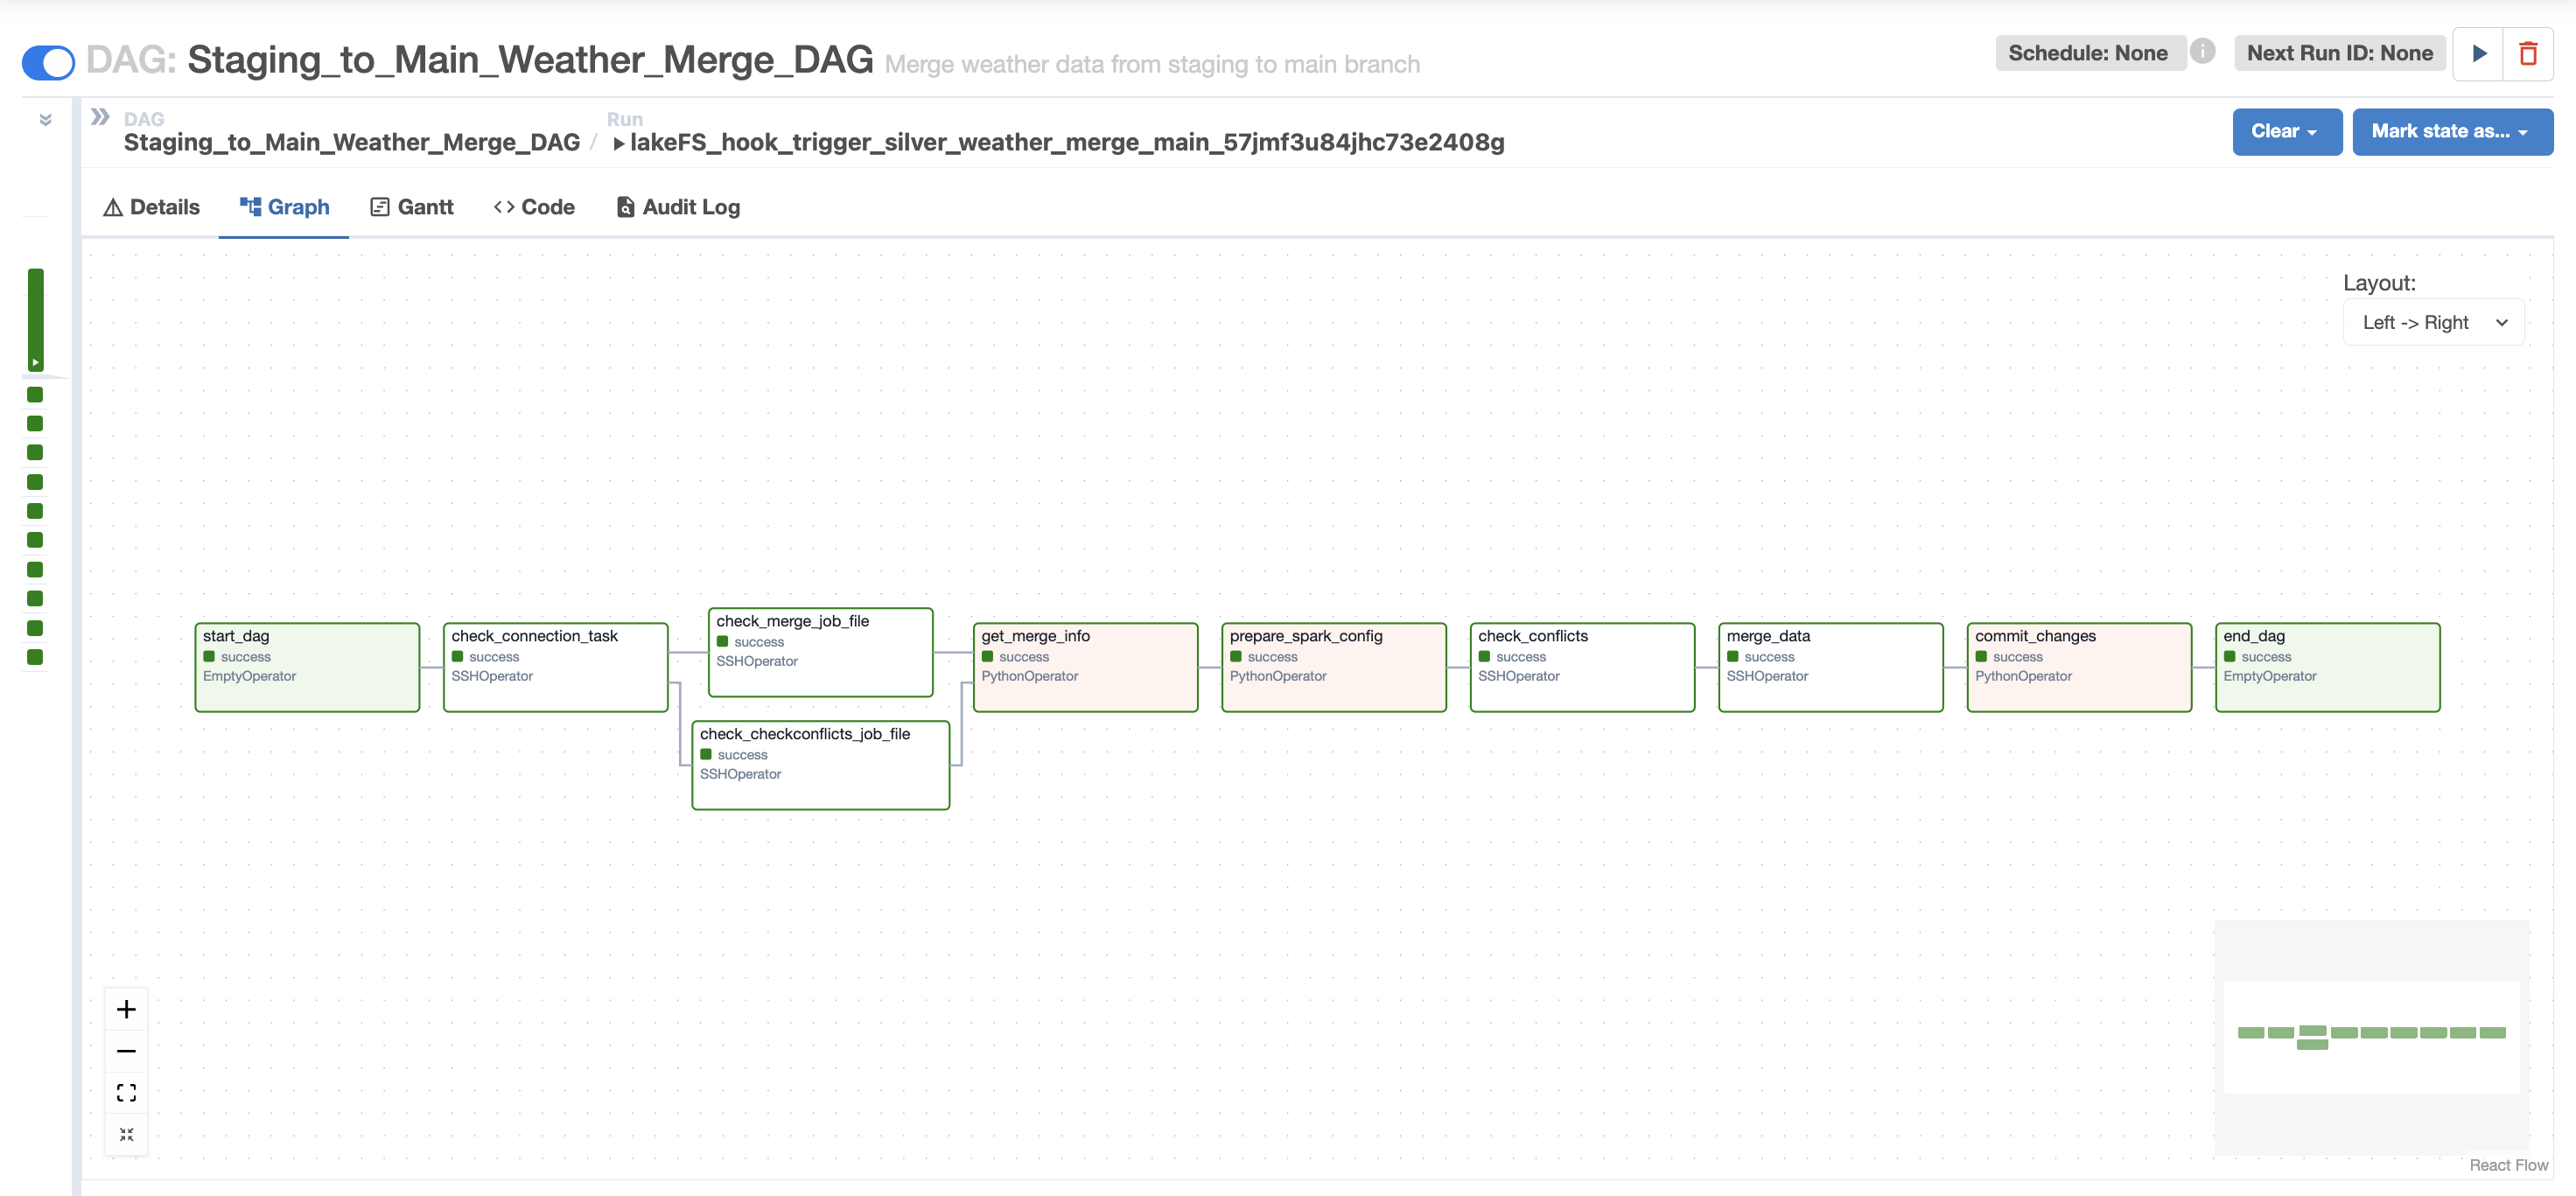 DAG: Staging_to_Main_Weather_Merge_DAG Merge weather data from staging to main branch
Schedule: None
Next Run ID: None
DAG
Staging_to_Main_Weather_Merge_DAG /
Run
lakeFS_hook_trigger_silver_weather_merge_main_57jmf3u84jhc73e2408g
Clear
Mark state as...
Details
Graph
Gantt
Code
Audit Log
Layout:
Left -> Right
start_dag
success
EmptyOperator
check_connection_task
success
SSHOperator
check_merge_job_file
success
SSHOperator
check_checkconflicts_job_file
success
SSHOperator
get_merge_info
success
PythonOperator
prepare_spark_config
success
PythonOperator
check_conflicts
success
SSHOperator
merge_data
success
SSHOperator
commit_changes
success
PythonOperator
end_dag
success
EmptyOperator
React Flow